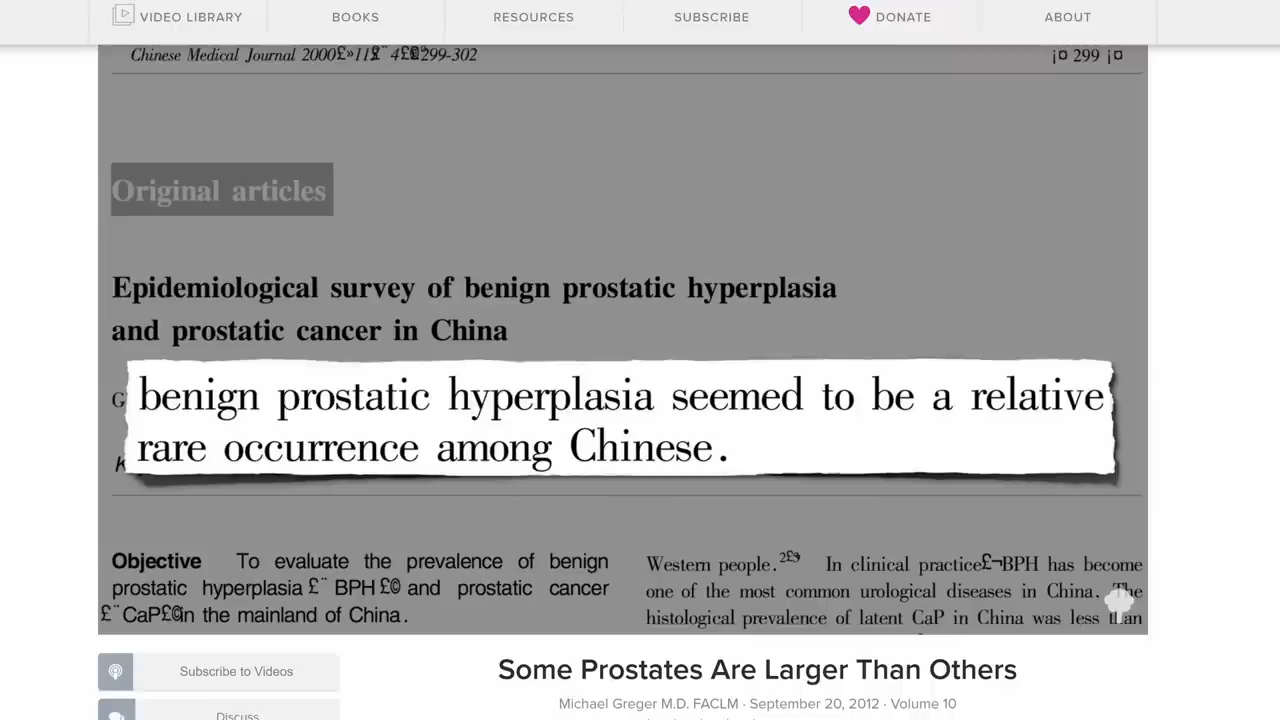 VIDEO LIBRARY BOOKS RESOURCES SUBSCRIBE DONATE ABOUT
Chinese Medical Journal 2000 299-302 ¡¤ 299 ¡¤
Original articles
Epidemiological survey of benign prostatic hyperplasia
and prostatic cancer in China
G
benign prostatic hyperplasia seemed to be a relative
rare occurrence among Chinese.
K
Objective To evaluate the prevalence of benign
prostatic hyperplasia £¨ BPH £© and prostatic cancer
£¨CaP£©in the mainland of China.
Western people. In clinical practice£¬BPH has become
one of the most common urological diseases in China. The
histological prevalence of latent CaP in China was less than
Subscribe to Videos
Discuss
Some Prostates Are Larger Than Others
Michael Greger M.D. FACLM · September 20, 2012 · Volume 10